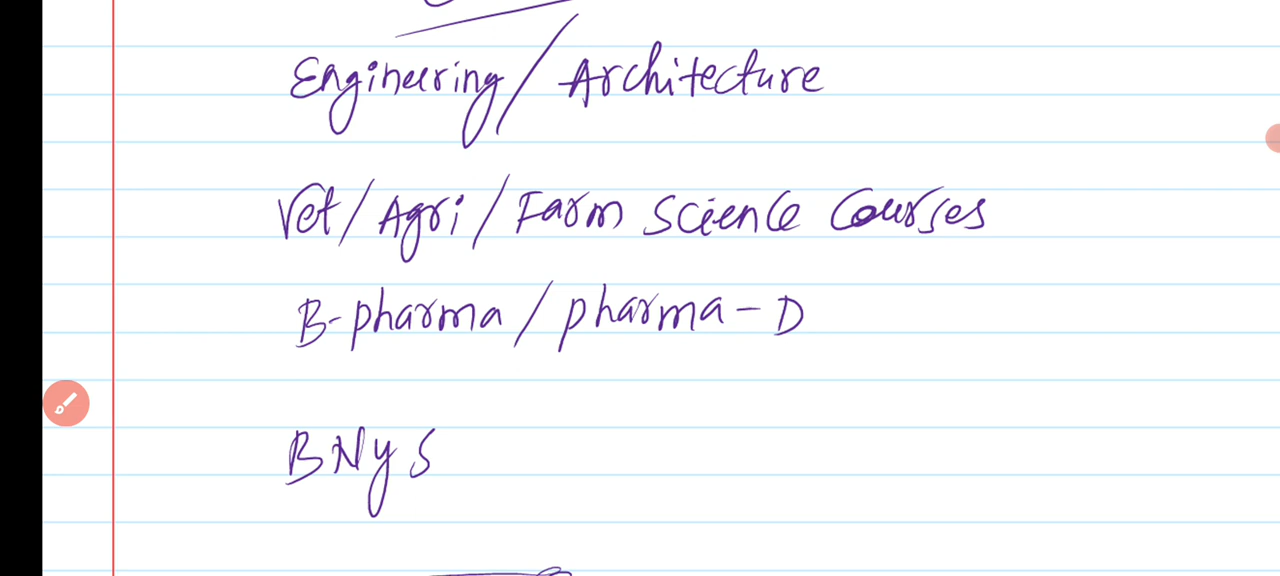 Engineering/Architecture
Vet/Agri/Farm Science Courses
B-pharma/pharma-D
BNYS